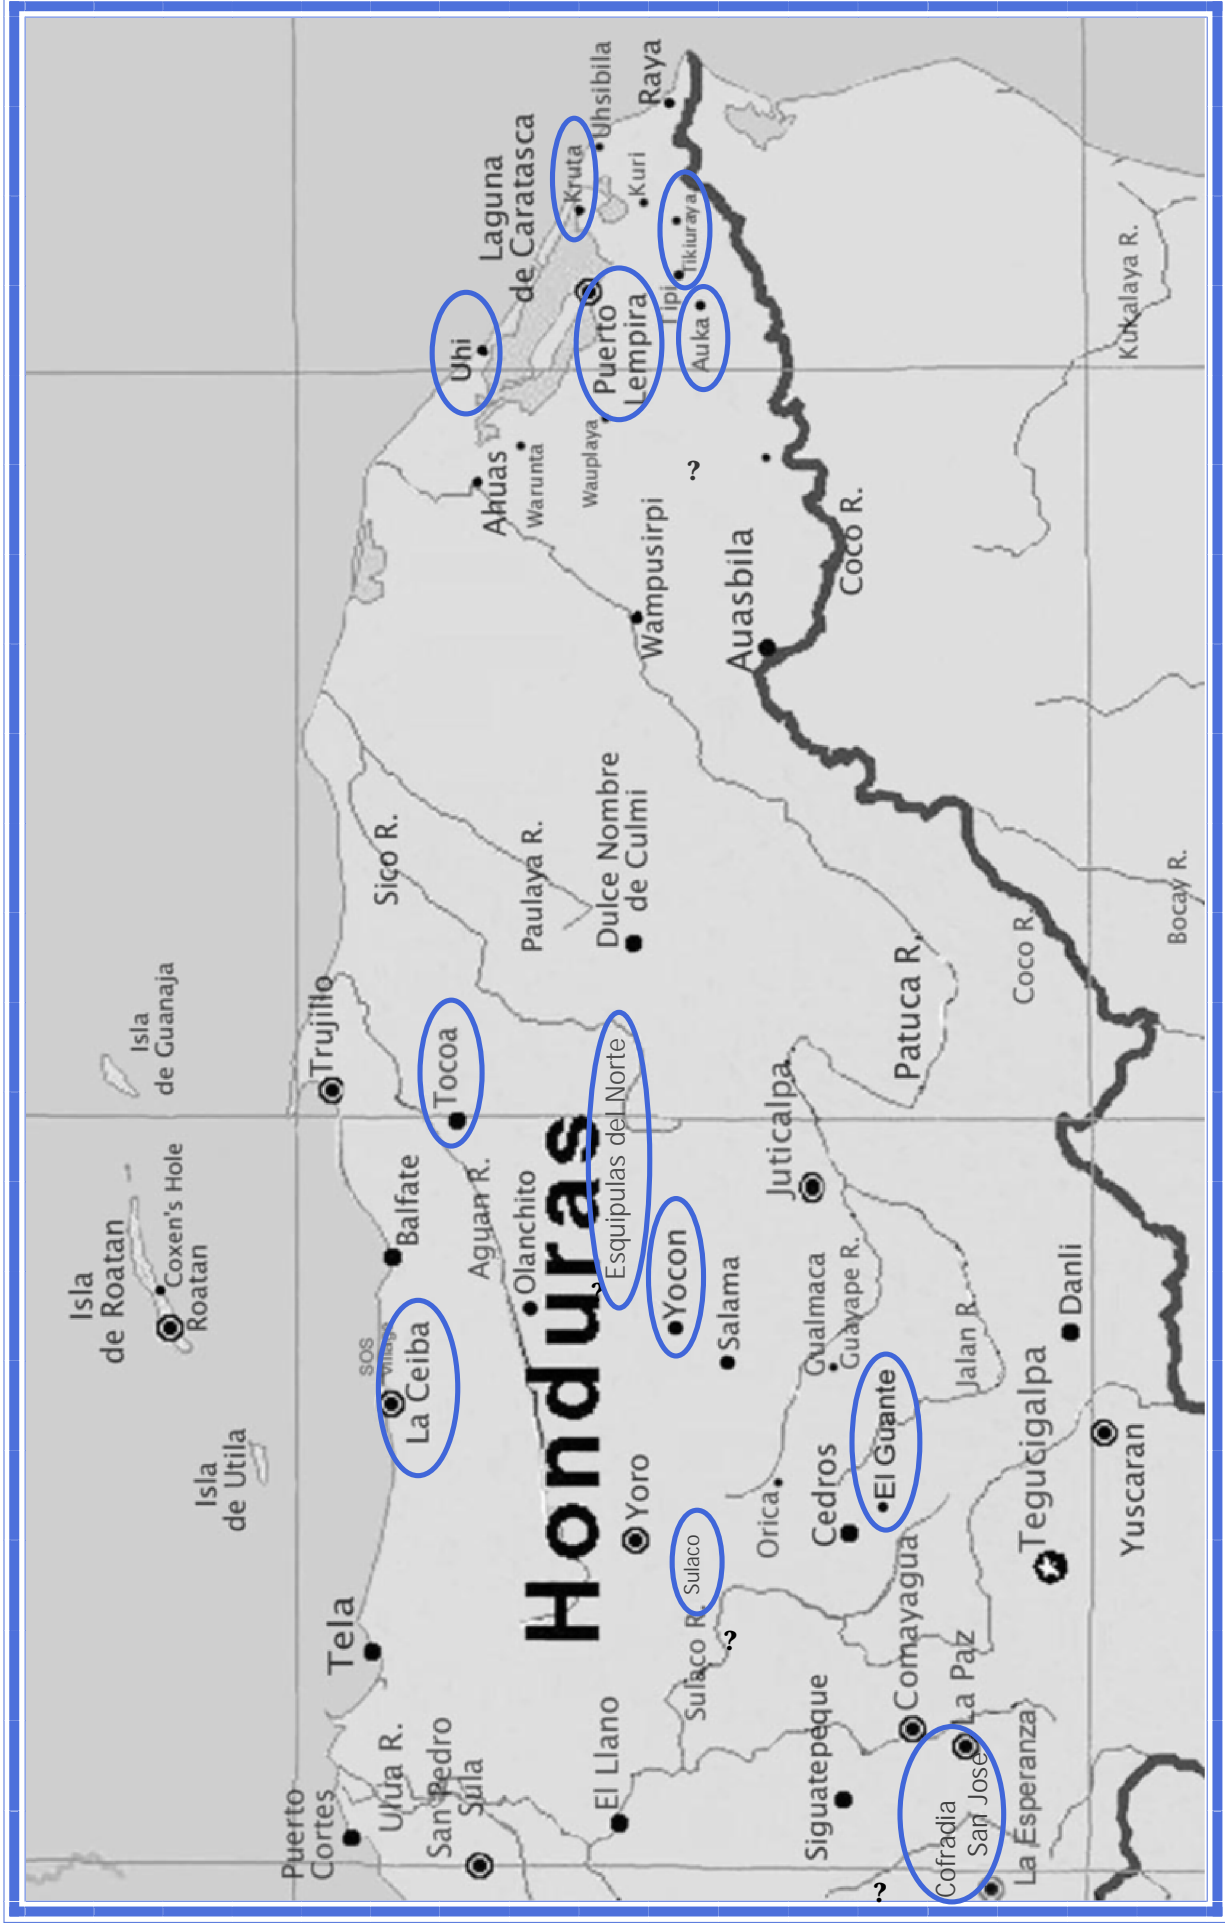 Isla
de Utila
Isla
de Roatan
Coxen's Hole
Roatan
Isla
de Guanaja
Puerto
Cortes
Tela
SOS
Village
La Ceiba
Balfate
Trujillo
Ulua R.
San Pedro
Sula
Aguan R.
Tocoa
Sico R.
Olanchito
Paulaya R.
Honduras
?
Esquipulas del Norte
Dulce Nombre
de Culmi
El Llano
Yoro
Sulaco R.
?
Sulaco
Yocon
Salama
Siguatepeque
Orica
Cedros
Gualmaca
Guayape R.
Juticalpa
Patuca R.
El Guante
Comayagua
La Paz
Jalan R.
?
Cofradia
San Jose
La Esperanza
Tegucigalpa
Yuscaran
Danli
Coco R.
Bocay R.
Ahuas
Warunta
Wauplaya
Wampusirpi
Auasbila
Coco R.
?
Uhi
Laguna
de Caratasca
Puerto
Lempira
Kruta
Uhsibila
Kuri
Raya
Tipi
Tikiuraya
Auka
Kukalaya R.